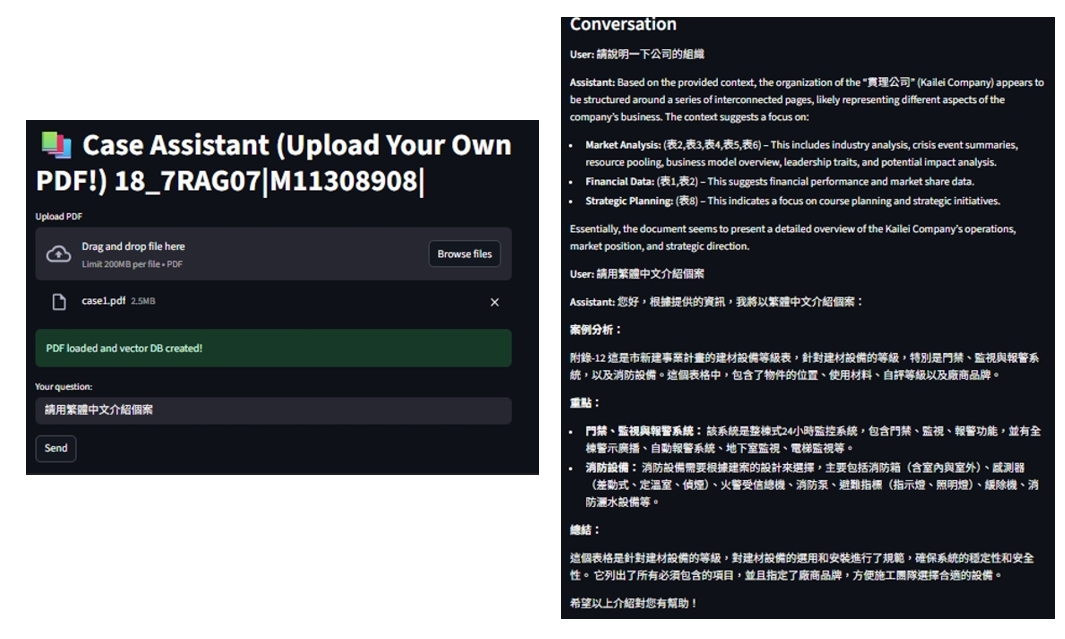 Case Assistant (Upload Your Own
PDF!) 18_7RAG07|M11308908|
Upload PDF
Drag and drop file here
Limit 200MB per file • PDF
Browse files
case1.pdf 2.5MB
PDF loaded and vector DB created!
Your question:
請用繁體中文介紹個案
Send
Conversation
User: 請說明一下公司的組織
Assistant: Based on the provided context, the organization of the "貫理公司" (Kailei Company) appears to
be structured around a series of interconnected pages, likely representing different aspects of the
company's business. The context suggests a focus on:
• Market Analysis: (表2,表3,表4,表5,表6) – This includes industry analysis, crisis event summaries,
resource pooling, business model overview, leadership traits, and potential impact analysis.
• Financial Data: (表1,表2) – This suggests financial performance and market share data.
• Strategic Planning: (表8) – This indicates a focus on course planning and strategic initiatives.
Essentially, the document seems to present a detailed overview of the Kailei Company's operations,
market position, and strategic direction.
User: 請用繁體中文介紹個案
Assistant: 您好，根據提供的資訊，我將以繁體中文介紹個案：
案例分析：
附錄-12 這是市新建事業計畫的建材設備等級表，針對建材設備的等級，特別是門禁、監視與報警系
統，以及消防設備。這個表格中，包含了物件的位置、使用材料、自評等級以及廠商品牌。
重點：
• 門禁、監視與報警系統： 該系統是整棟式24小時監控系統，包含門禁、監視、報警功能，並有全
棟警示廣播、自動報警系統、地下室監視、電梯監視等。
• 消防設備： 消防設備需要根據建案的設計來選擇，主要包括消防箱（含室內與室外）、感測器
（差動式、定溫室、偵煙）、火警受信總機、消防泵、避難指標（指示燈、照明燈）、緩除機、消
防灑水設備等。
總結：
這個表格是針對建材設備的等級，對建材設備的選用和安裝進行了規範，確保系統的穩定性和安全
性。 它列出了所有必須包含的項目，並且指定了廠商品牌，方便施工團隊選擇合適的設備。
希望以上介紹對您有幫助！